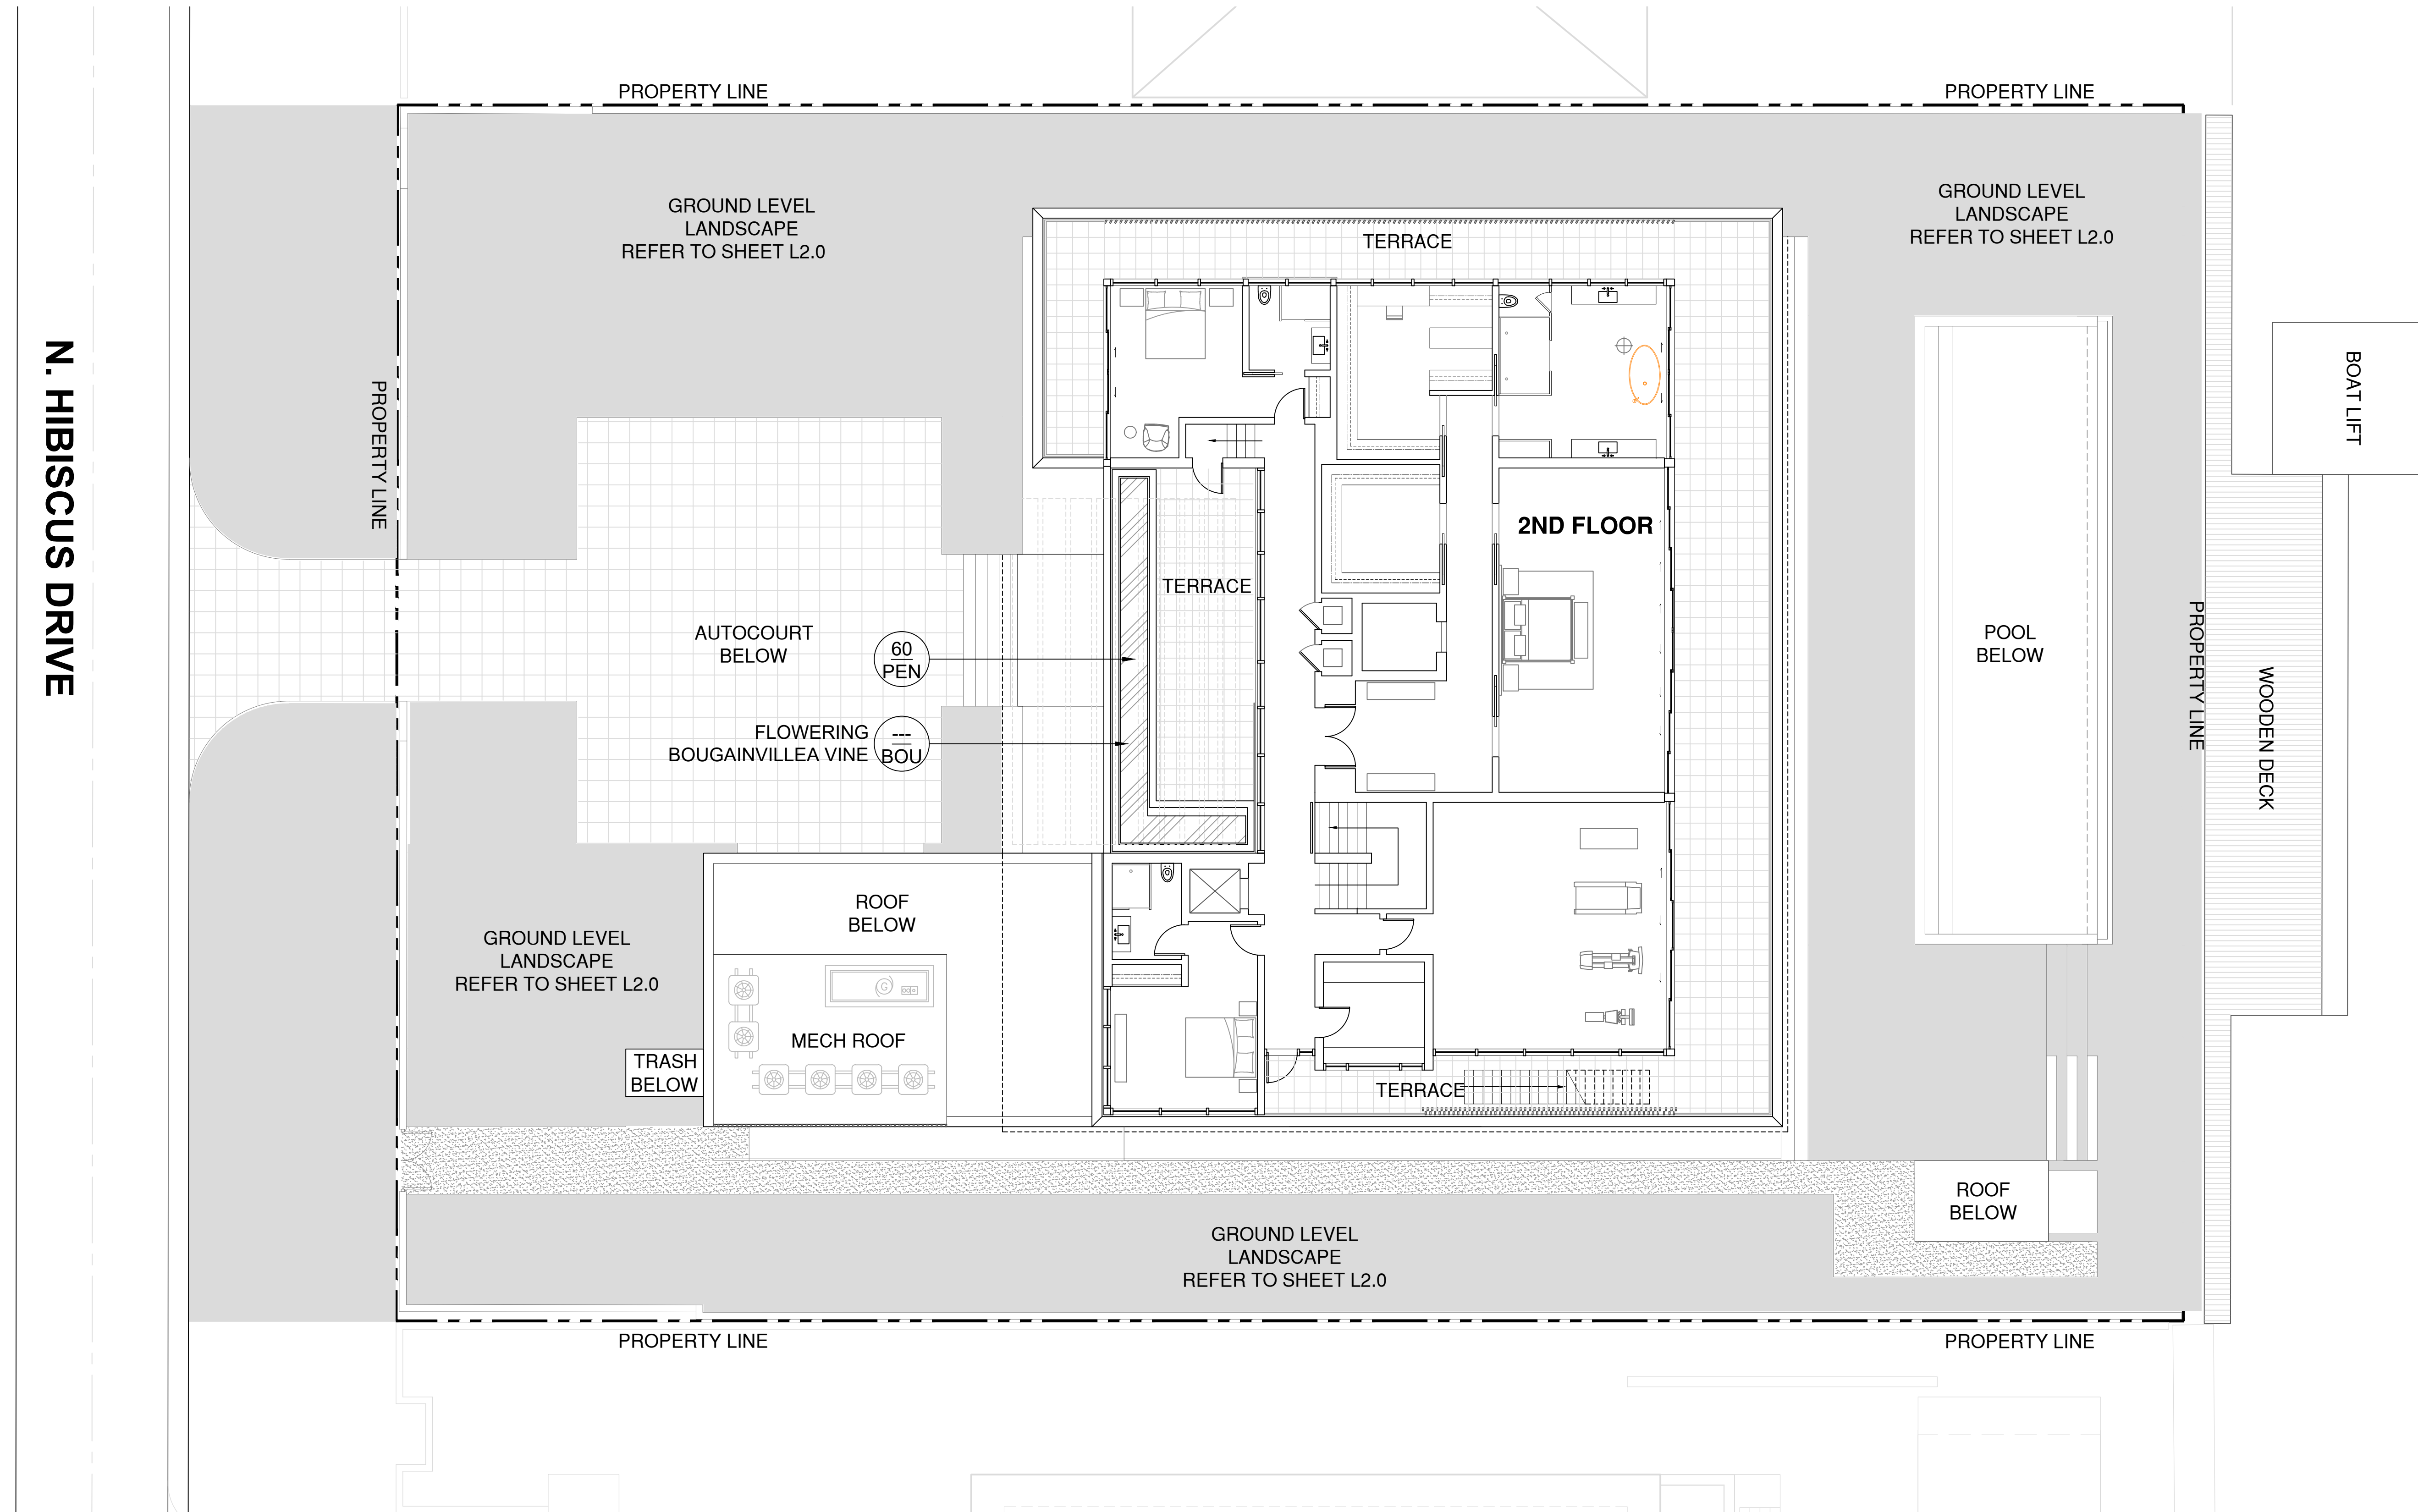 PROPERTY LINE
PROPERTY LINE
GROUND LEVEL
LANDSCAPE
REFER TO SHEET L2.0
GROUND LEVEL
LANDSCAPE
REFER TO SHEET L2.0
TERRACE
N. HIBISCUS DRIVE
PROPERTY LINE
BOAT LIFT
2ND FLOOR
TERRACE
AUTOCOURT
BELOW
60
PEN
POOL
BELOW
PROPERTY LINE
WOODEN DECK
FLOWERING
BOUGAINVILLEA VINE
---
BOU
ROOF
BELOW
GROUND LEVEL
LANDSCAPE
REFER TO SHEET L2.0
G
MECH ROOF
TRASH
BELOW
TERRACE
ROOF
BELOW
GROUND LEVEL
LANDSCAPE
REFER TO SHEET L2.0
PROPERTY LINE
PROPERTY LINE